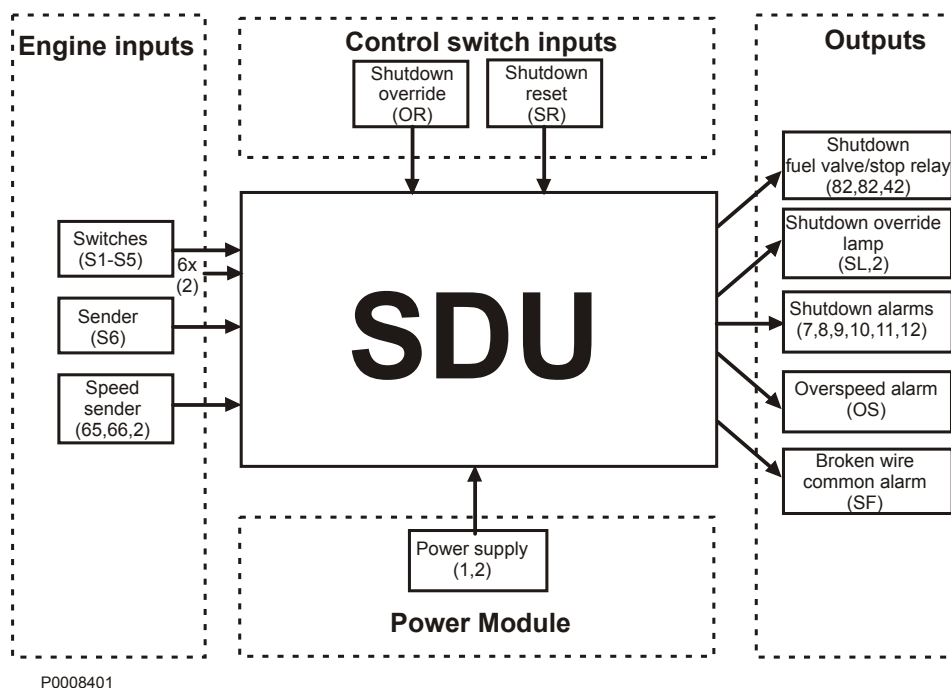 Engine inputs
Control switch inputs
Outputs
Shutdown
override
(OR)
Shutdown
reset
(SR)
Switches
(S1-S5)
6x
(2)
Sender
(S6)
Speed
sender
(65,66,2)
SDU
Shutdown
fuel valve/stop relay
(82,82,42)
Shutdown override
lamp
(SL,2)
Shutdown alarms
(7,8,9,10,11,12)
Overspeed alarm
(OS)
Broken wire
common alarm
(SF)
Power supply
(1,2)
Power Module
P0008401